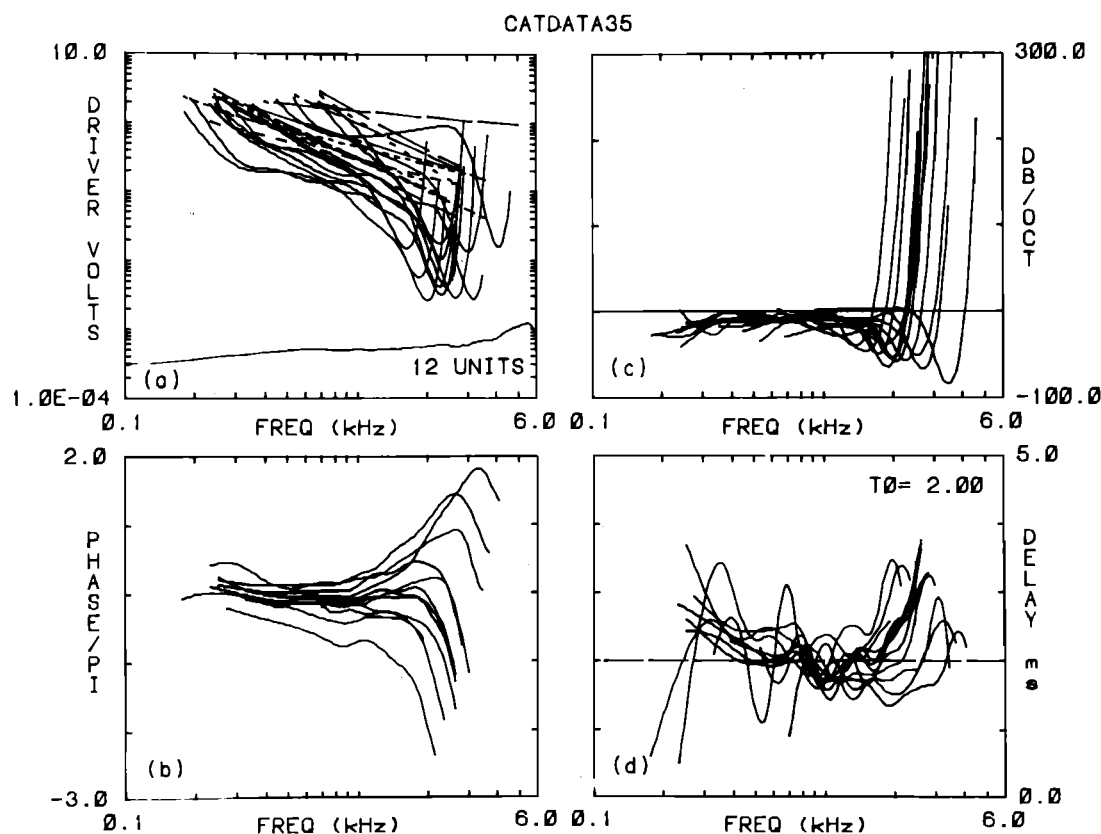 CATDATA35
10.0
DRIVER VOLTS
1.0E-04
(a)
12 UNITS
0.1
FREQ (kHz)
6.0
300.0
DB/OCT
-100.0
(c)
0.1
FREQ (kHz)
6.0
2.0
PHASE/PI
-3.0
(b)
0.1
FREQ (kHz)
6.0
5.0
T0= 2.00
DELAY ms
0.0
(d)
0.1
FREQ (kHz)
6.0